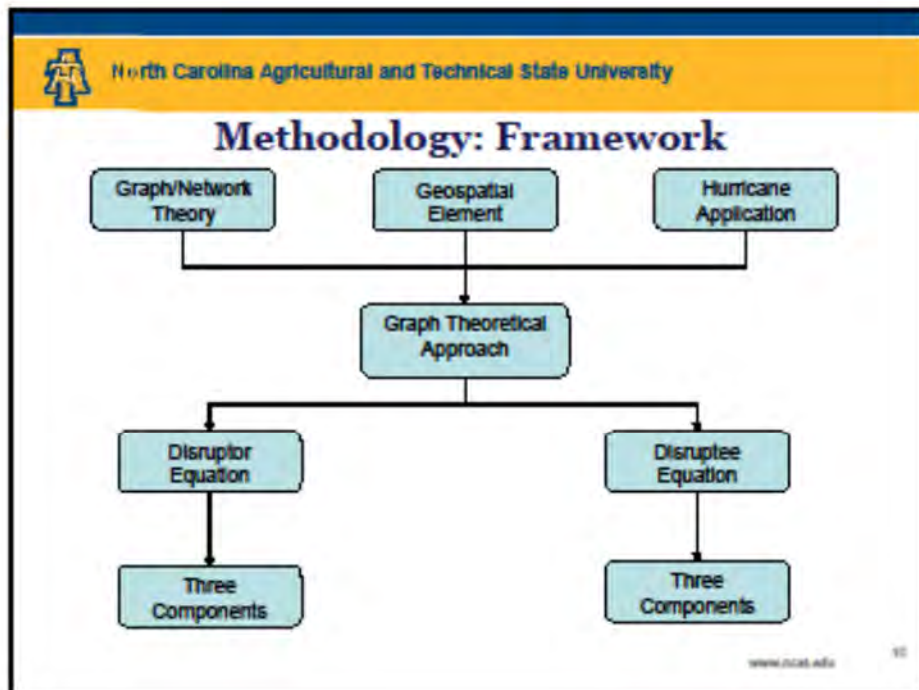 North Carolina Agricultural and Technical State University
Methodology: Framework
Graph/Network
Theory
Geospatial
Element
Hurricane
Application
Graph Theoretical
Approach
Disruptor
Equation
Disruptee
Equation
Three
Components
Three
Components
www.ncat.edu